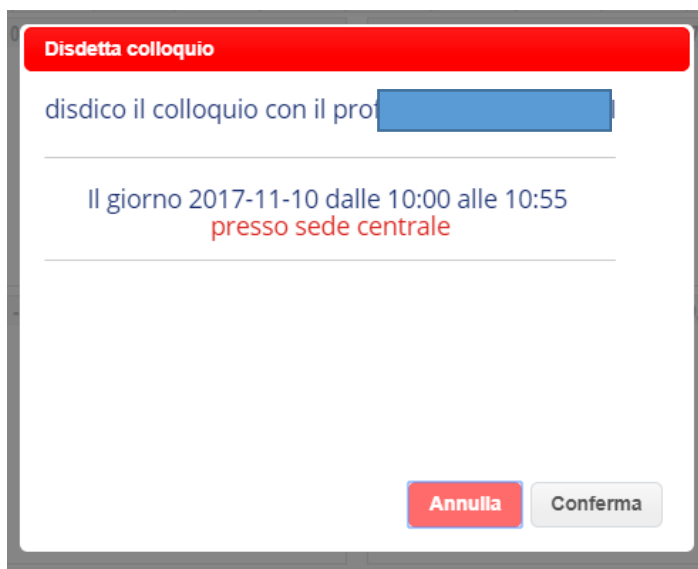 Disdetta colloquio
disdico il colloquio con il prof
Il giorno 2017-11-10 dalle 10:00 alle 10:55
presso sede centrale
Annulla
Conferma